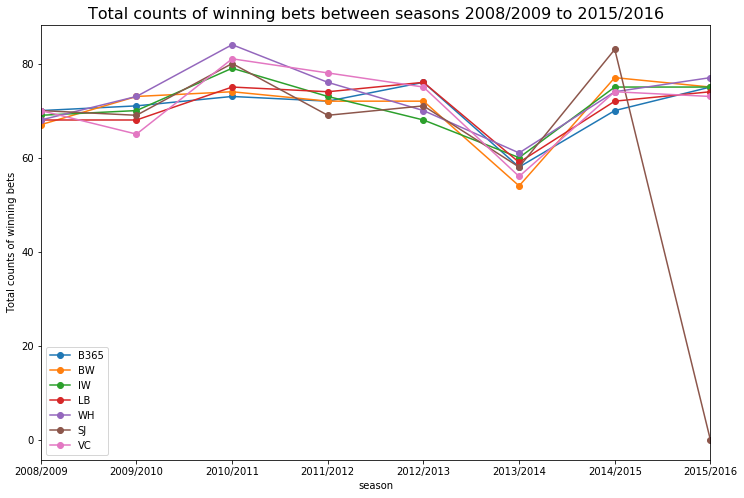 Total counts of winning bets between seasons 2008/2009 to 2015/2016
Total counts of winning bets
80
60
40
20
0
B365
BW
IW
LB
WH
SJ
VC
2008/2009 2009/2010 2010/2011 2011/2012 2012/2013 2013/2014 2014/2015 2015/2016
season